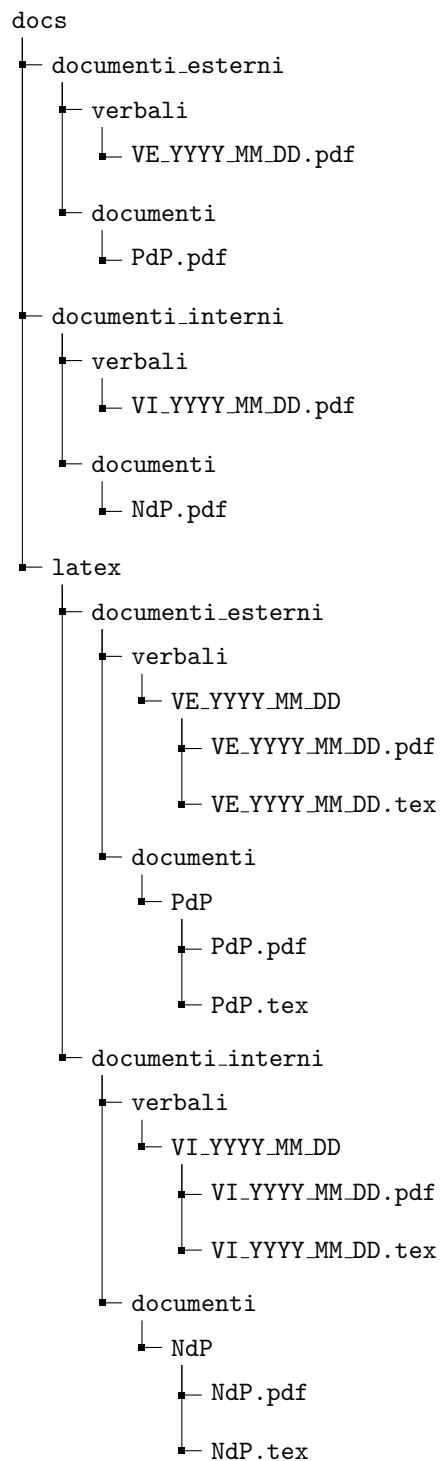 docs
documenti_esterni
verbali
VE_YYYY_MM_DD.pdf
documenti
PdP.pdf
documenti_interni
verbali
VI_YYYY_MM_DD.pdf
documenti
NdP.pdf
latex
documenti_esterni
verbali
VE_YYYY_MM_DD
VE_YYYY_MM_DD.pdf
VE_YYYY_MM_DD.tex
documenti
PdP
PdP.pdf
PdP.tex
documenti_interni
verbali
VI_YYYY_MM_DD
VI_YYYY_MM_DD.pdf
VI_YYYY_MM_DD.tex
documenti
NdP
NdP.pdf
NdP.tex